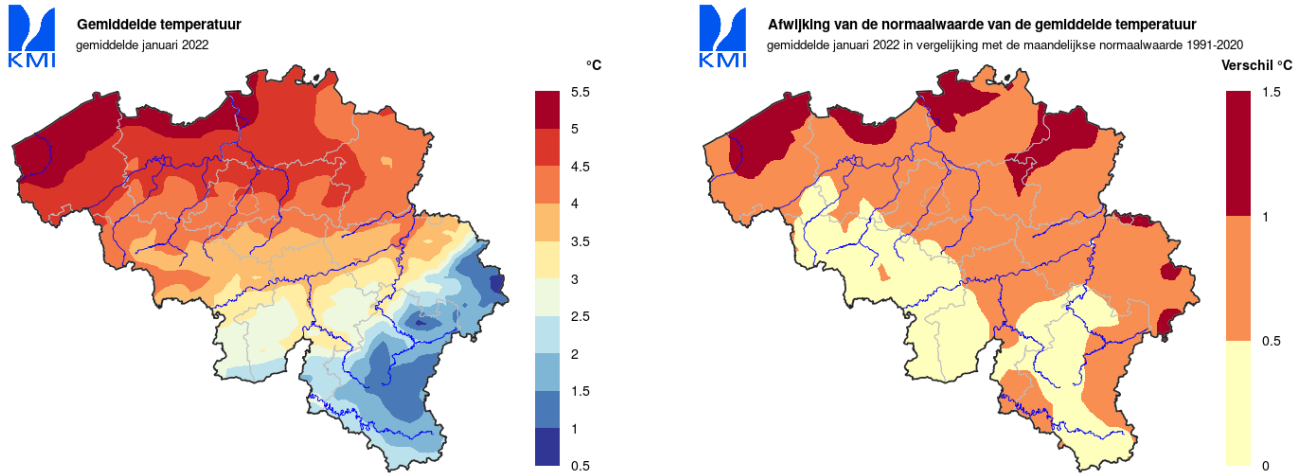 KMI
Gemiddelde temperatuur
gemiddelde januari 2022
°C
5.5
5
4.5
4
3.5
3
2.5
2
1.5
1
0.5
KMI
Afwijking van de normaalwaarde van de gemiddelde temperatuur
gemiddelde januari 2022 in vergelijking met de maandelijkse normaalwaarde 1991-2020
Verschil °C
1.5
1
0.5
0